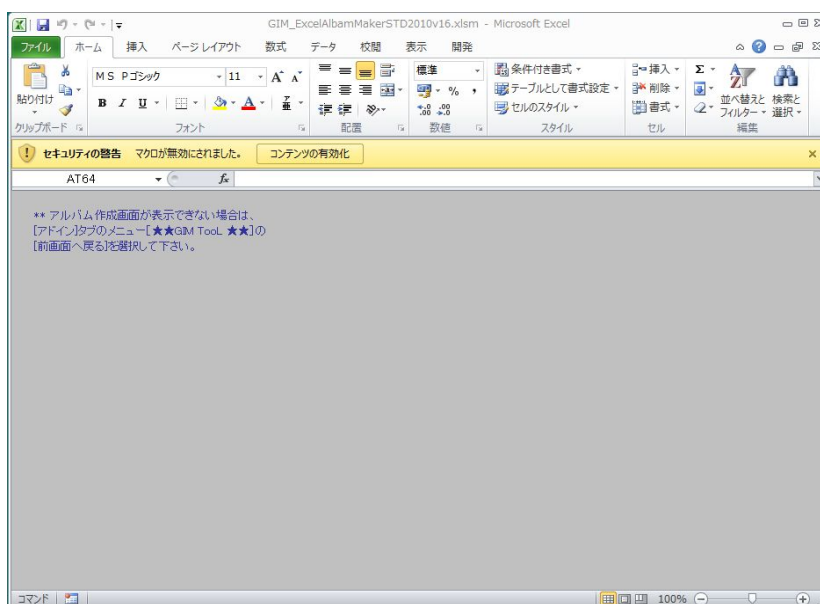 GIM_ExcelAlbamMakerSTD2010v16.xlsm - Microsoft Excel
ファイル ホーム 挿入 ページ レイアウト 数式 データ 校閲 表示 開発
貼り付け
クリップボード
MS Pゴシック 11
B I U
フォント
配置
標準
% ,
数値
条件付き書式
テーブルとして書式設定
セルのスタイル
スタイル
挿入
削除
書式
セル
Σ
並べ替えと
フィルター
検索と
選択
編集
セキュリティの警告 マクロが無効にされました。 コンテンツの有効化
AT64 fx
** アルバム作成画面が表示できない場合は、
[アドイン]タブのメニュー[★★GIM TooL ★★]の
[前画面へ戻る]を選択して下さい。
コマンド 100%